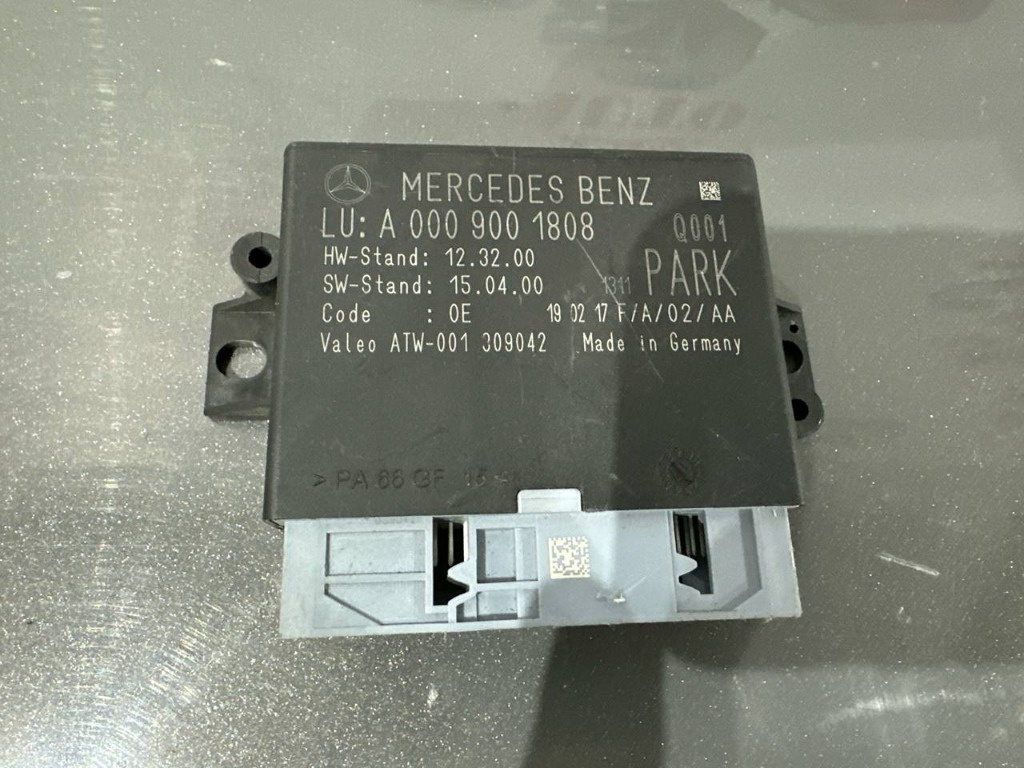 MERCEDES BENZ
LU: A 000 900 1808 Q001
HW-Stand: 12.32.00
SW-Stand: 15.04.00 1311 PARK
Code : 0E 19 02 17 F/A/02/AA
Valeo ATW-001 309042 Made in Germany
>PA 66 GF